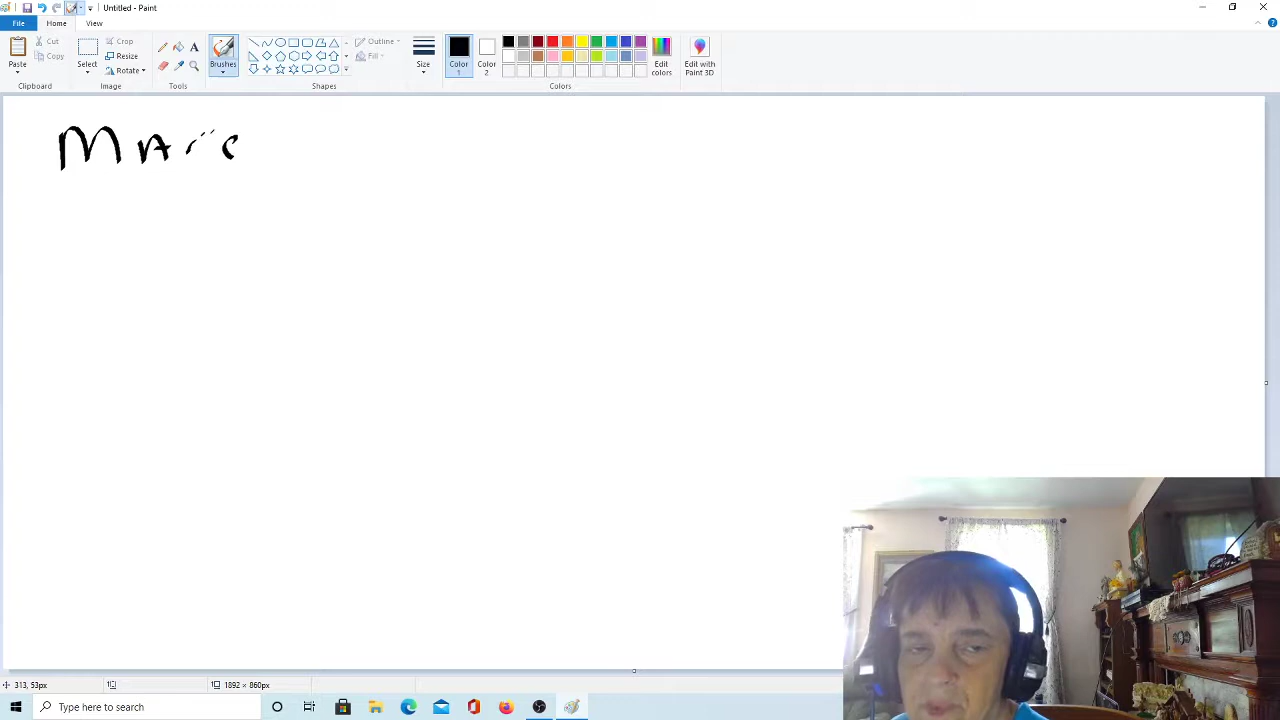 Untitled - Paint
File
Home
View
Paste
Cut
Copy
Clipboard
Select
Crop
Resize
Rotate
Image
Tools
A
Brushes
Shapes
Outline
Fill
Size
Color
1
Color
2
Edit
colors
Colors
Edit with
Paint 3D
313, 53px
1892 × 860px
Type here to search